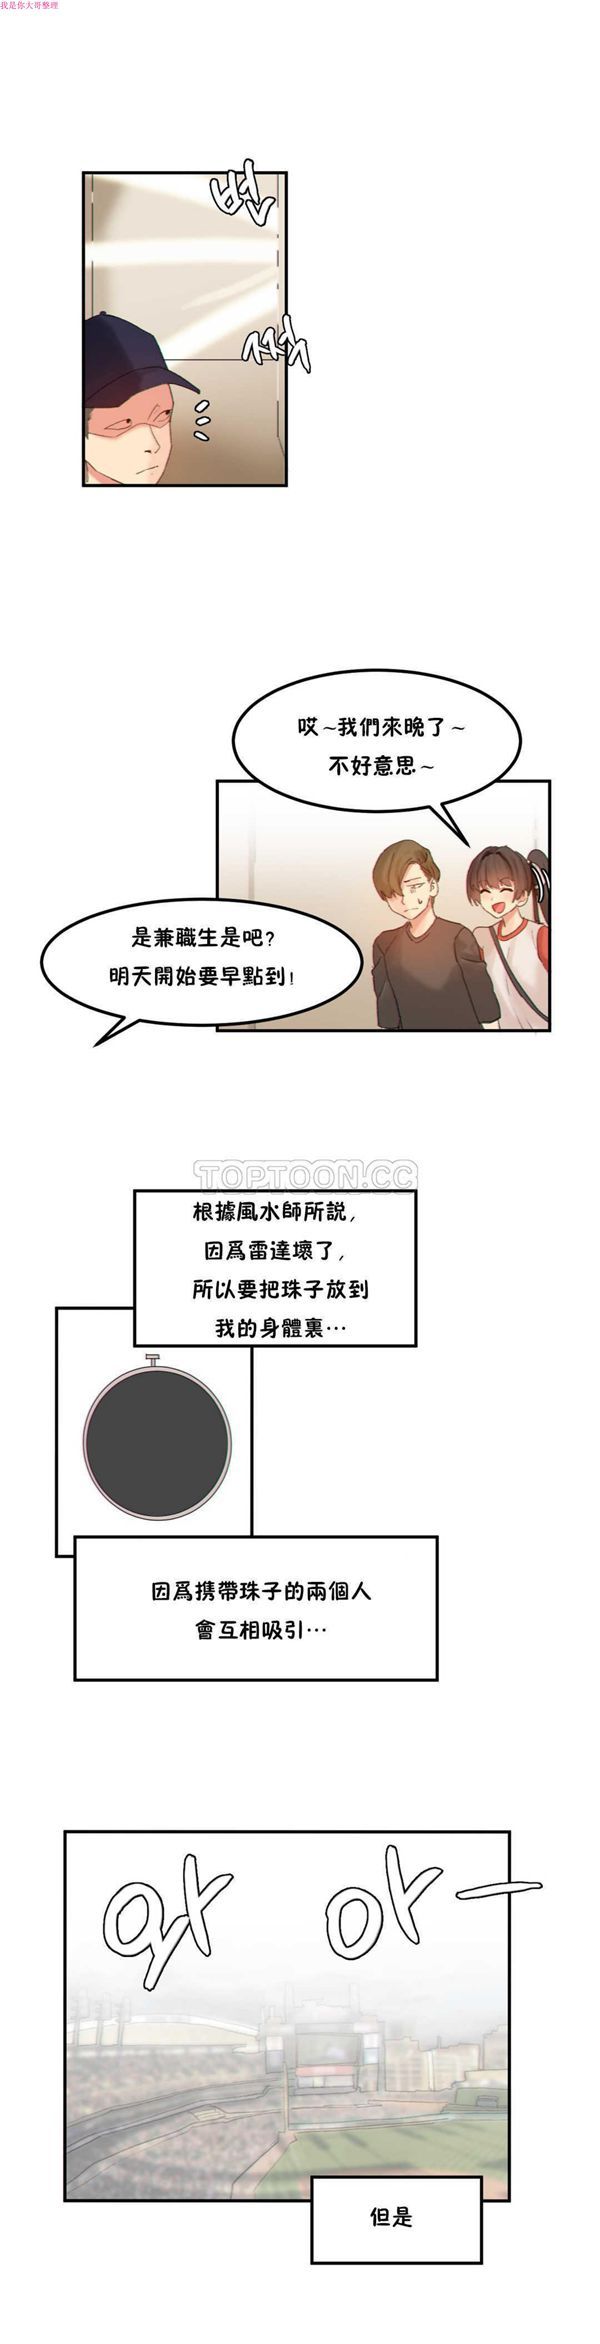 我是你大哥整理
벌
哎~我們來晚了~
不好意思~
是兼職生是吧?
明天開始要早點到!
TOPTOON.CC
根據風水師所說,
因爲雷達壞了,
所以要把珠子放到
我的身體裏…
因爲携帶珠子的兩個人
會互相吸引…
와 아ㅡ
但是